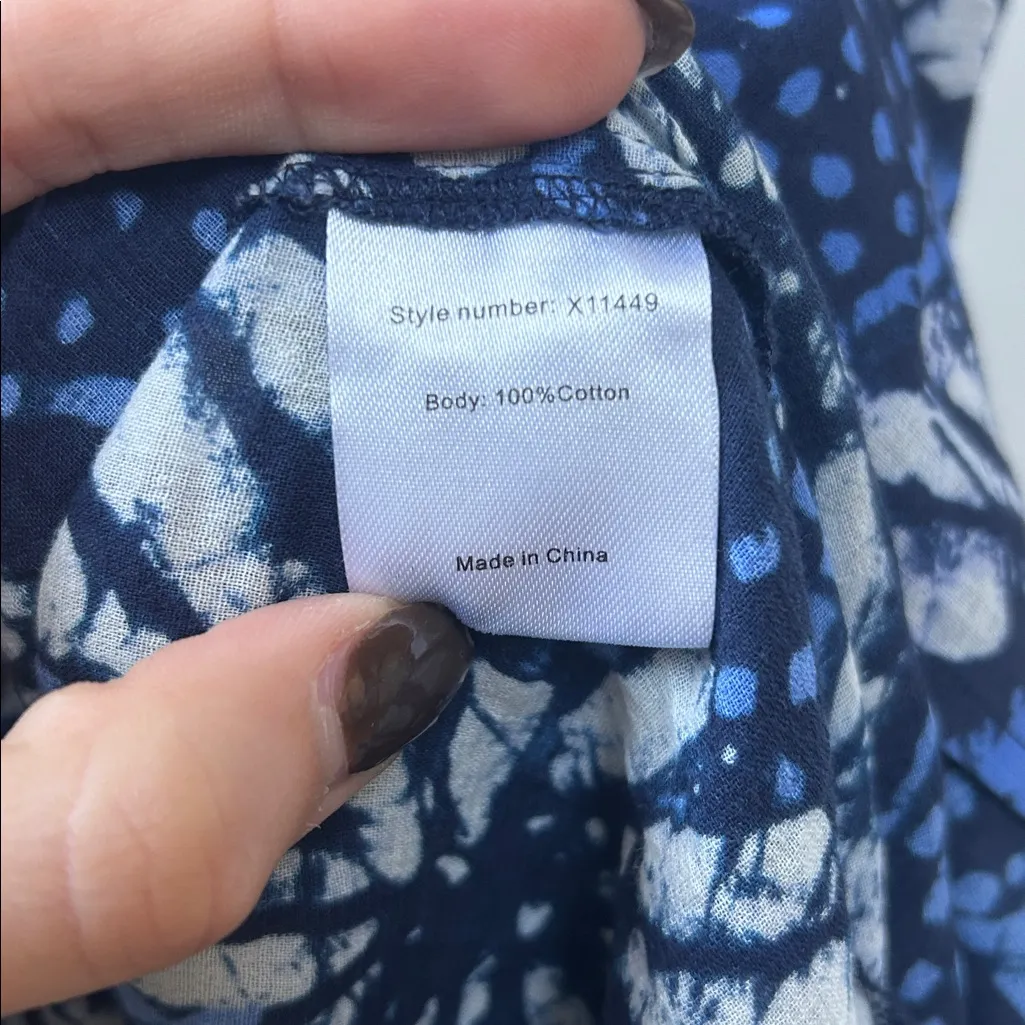 Style number: X11449
Body: 100%Cotton
Made in China